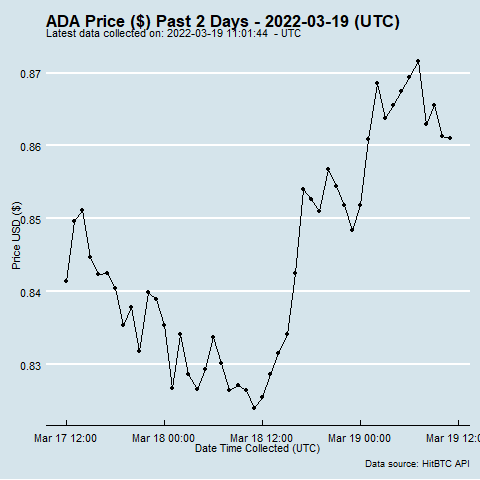 ADA Price ($) Past 2 Days - 2022-03-19 (UTC)
Latest data collected on: 2022-03-19 11:01:44 - UTC
0.87
0.86
0.85
0.84
0.83
Price USD ($)
Mar 17 12:00 Mar 18 00:00 Mar 18 12:00 Mar 19 00:00 Mar 19 12:
Date Time Collected (UTC)
Data source: HitBTC API